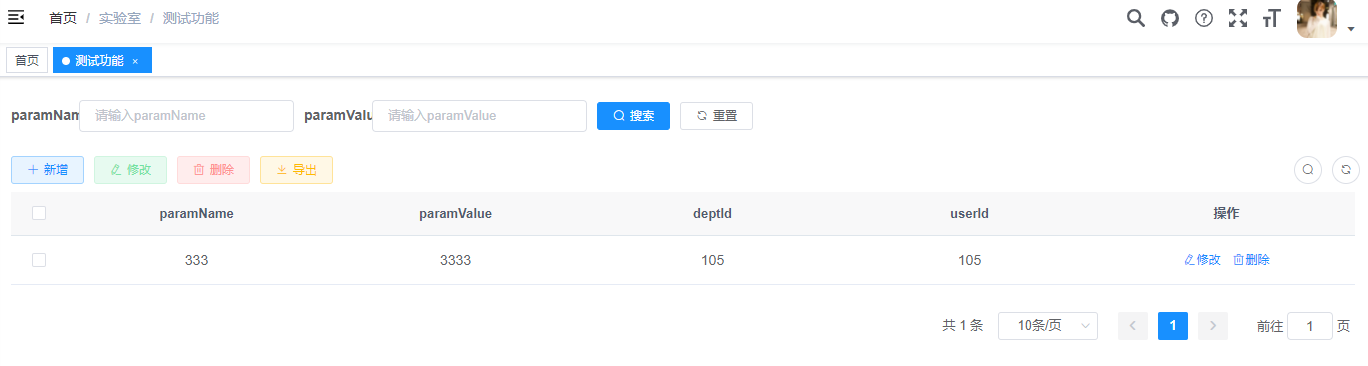 首页 / 实验室 / 测试功能
首页 测试功能 ×
paramNam 请输入paramName paramValu 请输入paramValue 搜索 重置
新增 修改 删除 导出
paramName paramValue deptId userId 操作
333 3333 105 105 修改 删除
共 1 条 10条/页 1 前往 1 页